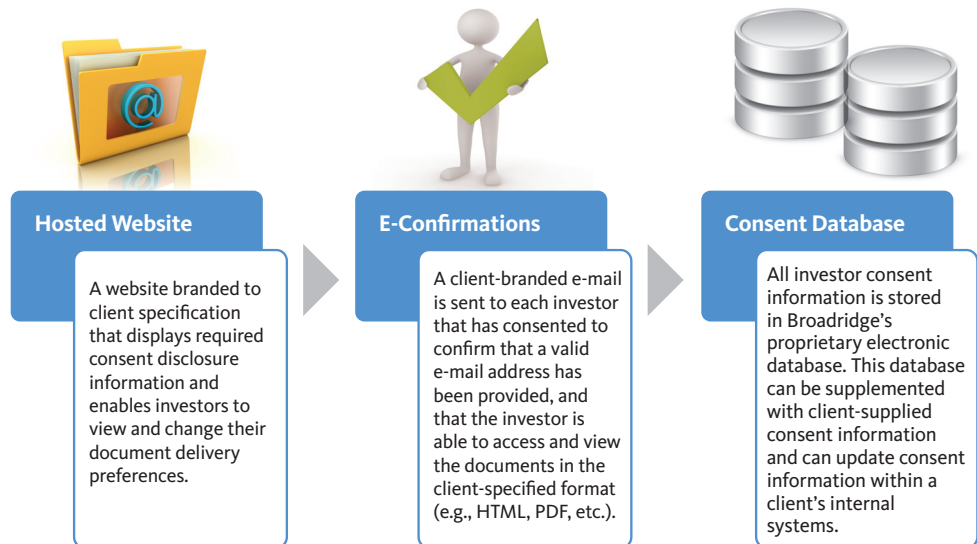 @
Hosted Website
A website branded to
client specification
that displays required
consent disclosure
information and
enables investors to
view and change their
document delivery
preferences.
E-Confirmations
A client-branded e-mail
is sent to each investor
that has consented to
confirm that a valid
e-mail address has
been provided, and
that the investor is
able to access and view
the documents in the
client-specified format
(e.g., HTML, PDF, etc.).
Consent Database
All investor consent
information is stored
in Broadridge’s
proprietary electronic
database. This database
can be supplemented
with client-supplied
consent information
and can update consent
information within a
client’s internal
systems.